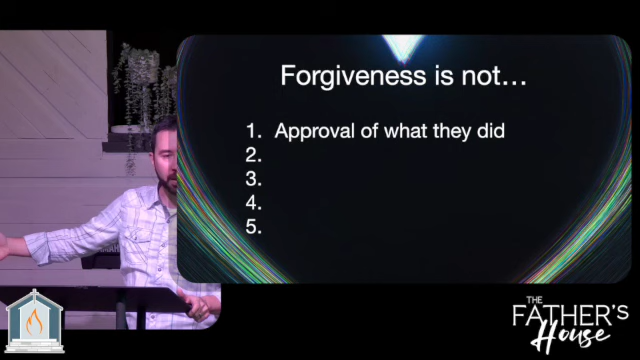 Forgiveness is not...
1. Approval of what they did
2.
3.
4.
5.
THE
FATHER'S
House